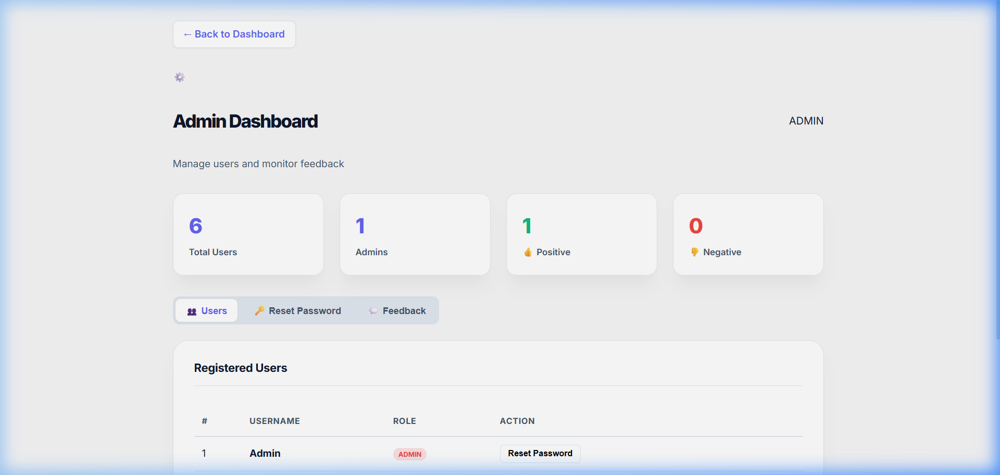 ← Back to Dashboard
Admin Dashboard
ADMIN
Manage users and monitor feedback
6
Total Users
1
Admins
1
👍 Positive
0
👎 Negative
👥 Users
🔑 Reset Password
💬 Feedback
Registered Users
# USERNAME ROLE ACTION
1 Admin ADMIN Reset Password